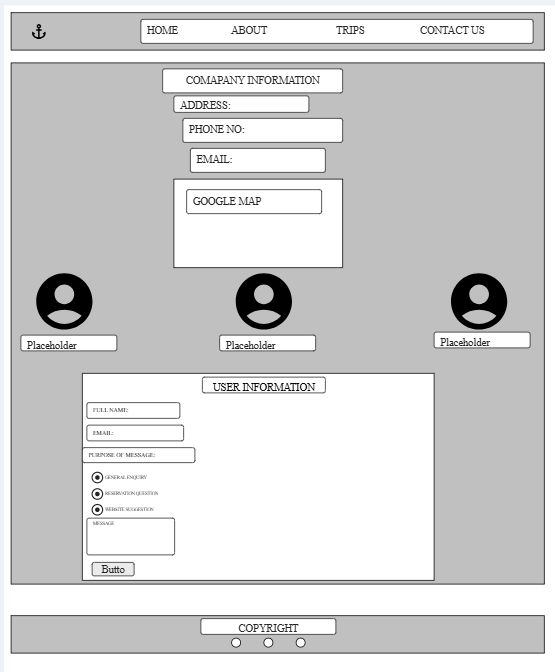 HOME ABOUT TRIPS CONTACT US
COMAPANY INFORMATION
ADDRESS:
PHONE NO:
EMAIL:
GOOGLE MAP
Placeholder Placeholder Placeholder
USER INFORMATION
FULL NAME:
EMAIL:
PURPOSE OF MESSAGE:
GENERAL ENQUIRY
RESERVATION QUESTION
WEBSITE SUGGESTION
MESSAGE
Butto
COPYRIGHT